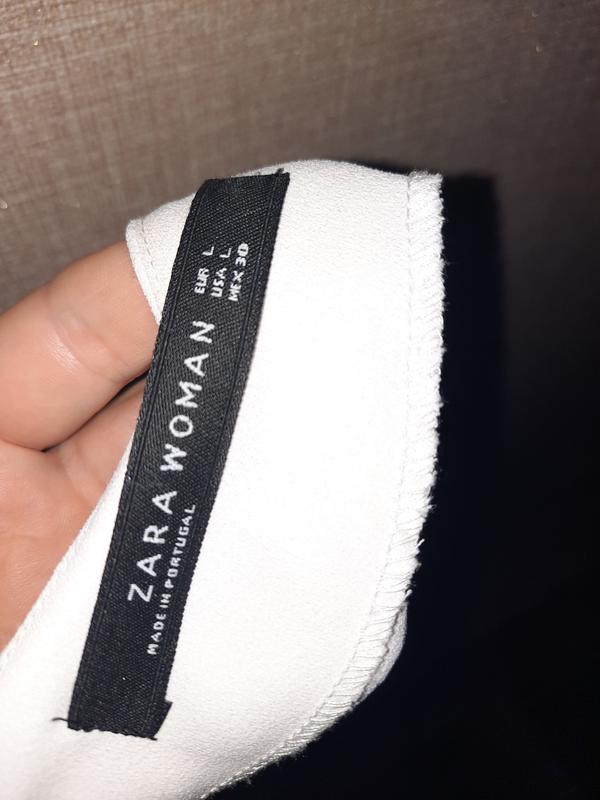 ZARA WOMAN
MADE IN PORTUGAL
EUR L
USA L
MEX 30